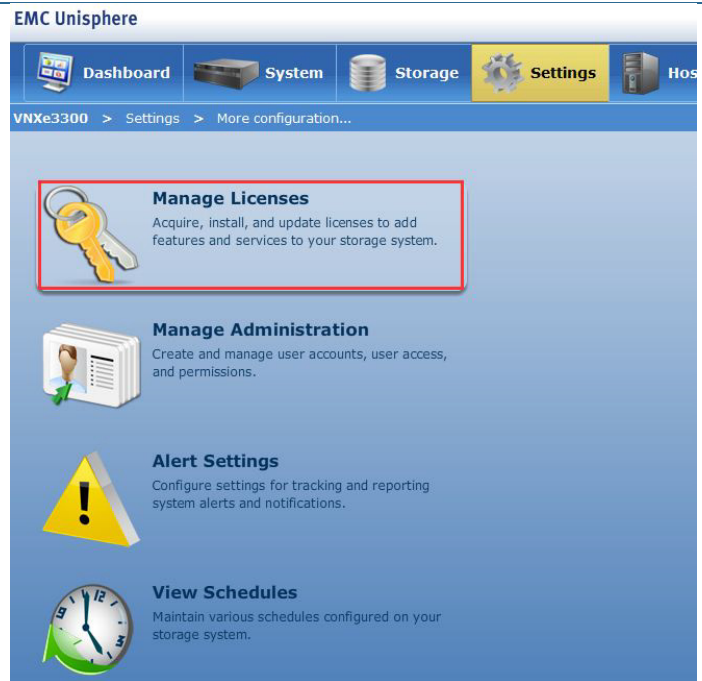 EMC Unisphere
Dashboard System Storage Settings Hos
VNXe3300 > Settings > More configuration...
Manage Licenses
Acquire, install, and update licenses to add
features and services to your storage system.
Manage Administration
Create and manage user accounts, user access,
and permissions.
Alert Settings
Configure settings for tracking and reporting
system alerts and notifications.
View Schedules
Maintain various schedules configured on your
storage system.